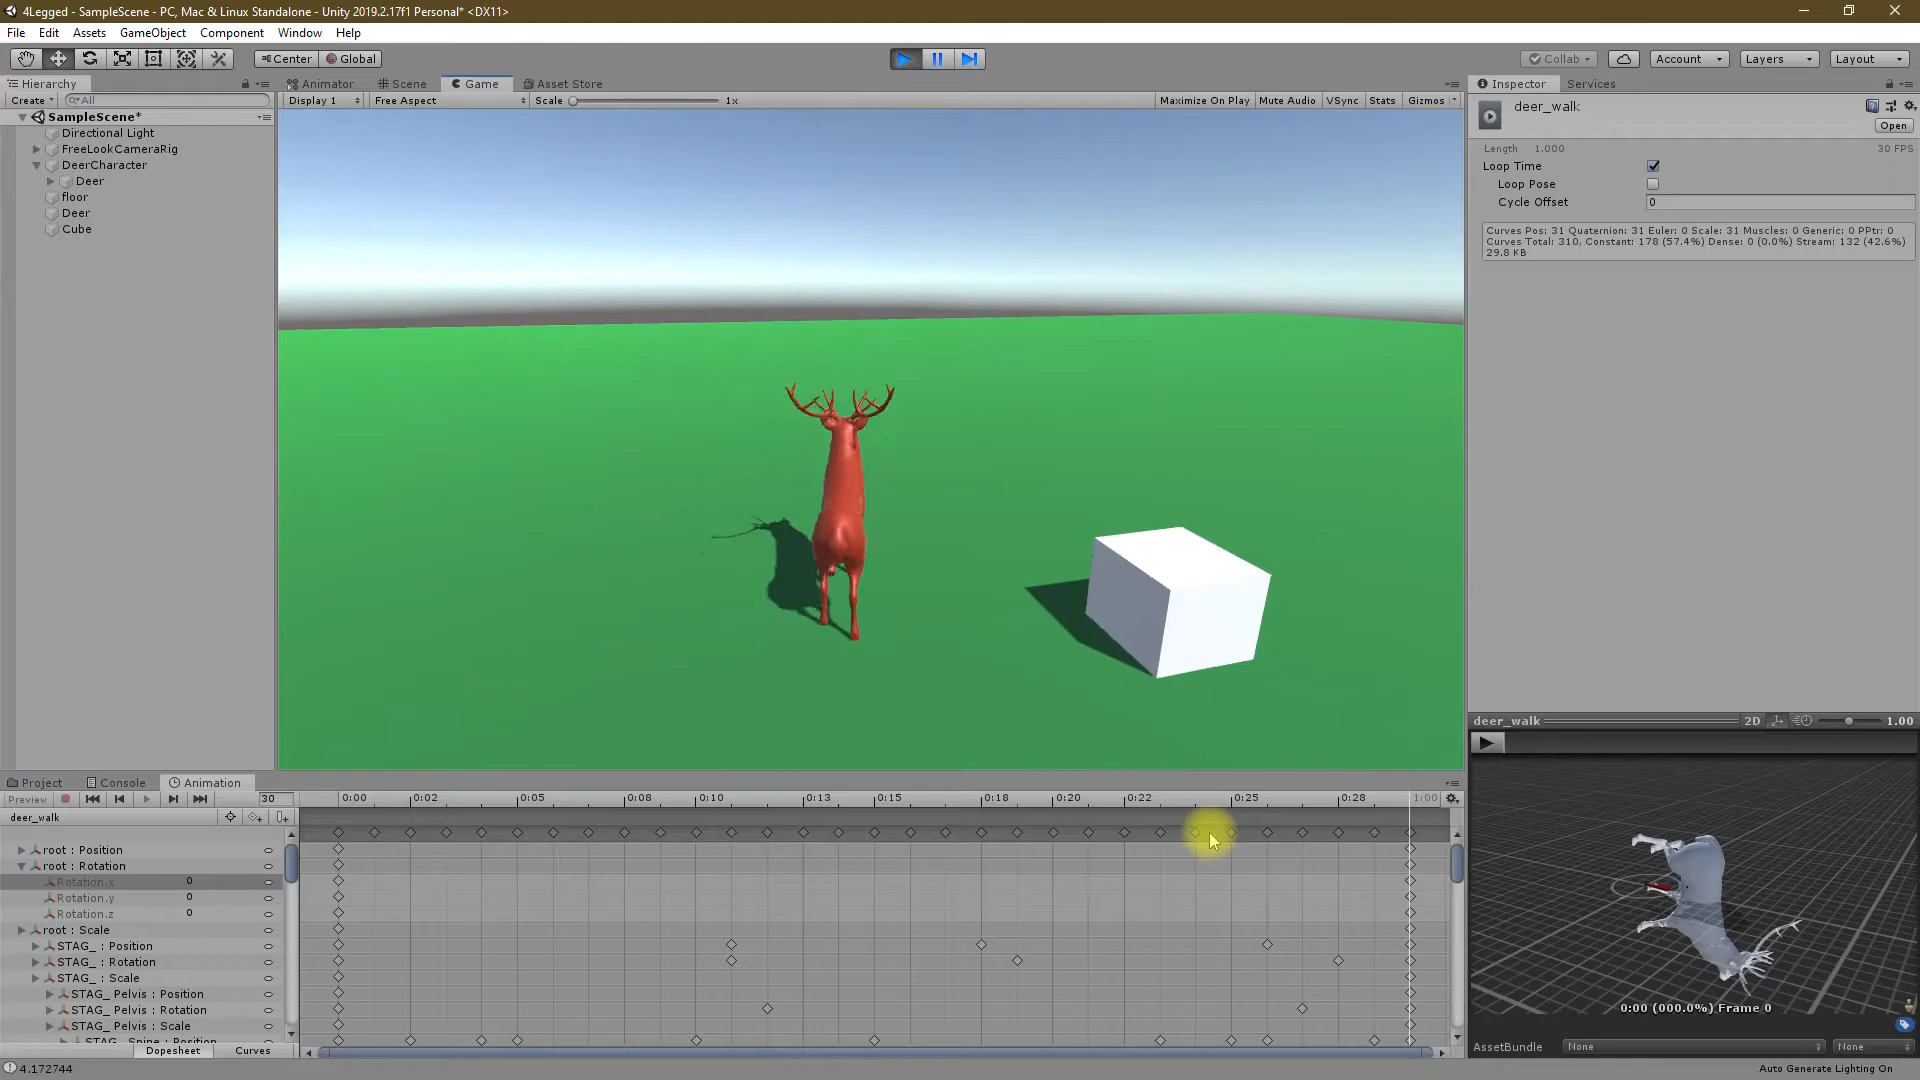 4Legged - SampleScene - PC, Mac & Linux Standalone - Unity 2019.2.17f1 Personal* <DX11>
File Edit Assets GameObject Component Window Help
Center Global
Collab Account Layers Layout
Hierarchy
Create All
SampleScene*
Directional Light
FreeLookCameraRig
DeerCharacter
Deer
floor
Deer
Cube
Animator Scene Game Asset Store
Display 1 Free Aspect Scale 1x Maximize On Play Mute Audio VSync Stats Gizmos
Inspector Services
deer_walk
Open
Length 1.000 30 FPS
Loop Time
Loop Pose
Cycle Offset 0
Curves Pos: 31 Quaternion: 31 Euler: 0 Scale: 31 Muscles: 0 Generic: 0 PPtr: 0
Curves Total: 310, Constant: 178 (57.4%) Dense: 0 (0.0%) Stream: 132 (42.6%)
29.8 KB
deer_walk 2D 1.00
0:00 (000.0%) Frame 0
AssetBundle None None
Project Console Animation
Preview 30 0:00 0:02 0:05 0:08 0:10 0:13 0:15 0:18 0:20 0:22 0:25 0:28 1:00
deer_walk
root : Position
root : Rotation
Rotation.x 0
Rotation.y 0
Rotation.z 0
root : Scale
STAG_ : Position
STAG_ : Rotation
STAG_ : Scale
STAG_ Pelvis : Position
STAG_ Pelvis : Rotation
STAG_ Pelvis : Scale
STAG_ Spine : Position
Dopesheet Curves
4.172744
Auto Generate Lighting On